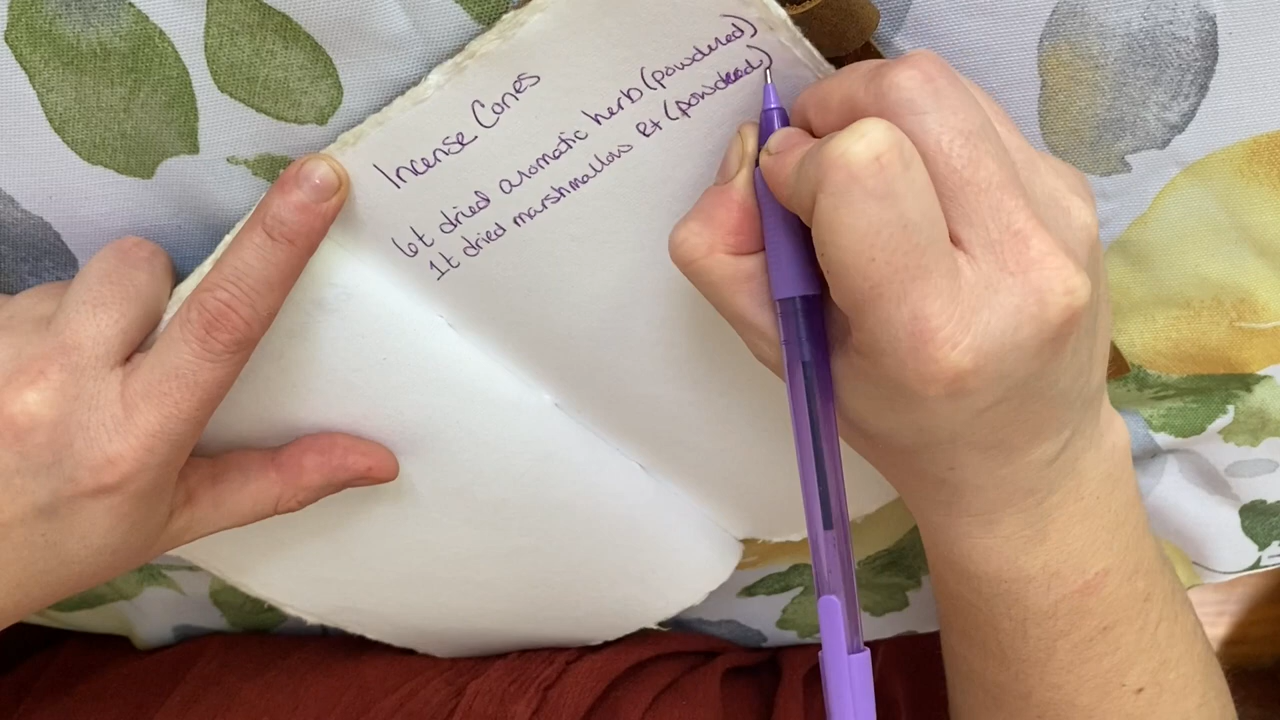 Incense Cones
6t dried aromatic herb (powdered)
1t dried marshmallow Rt (powdered)